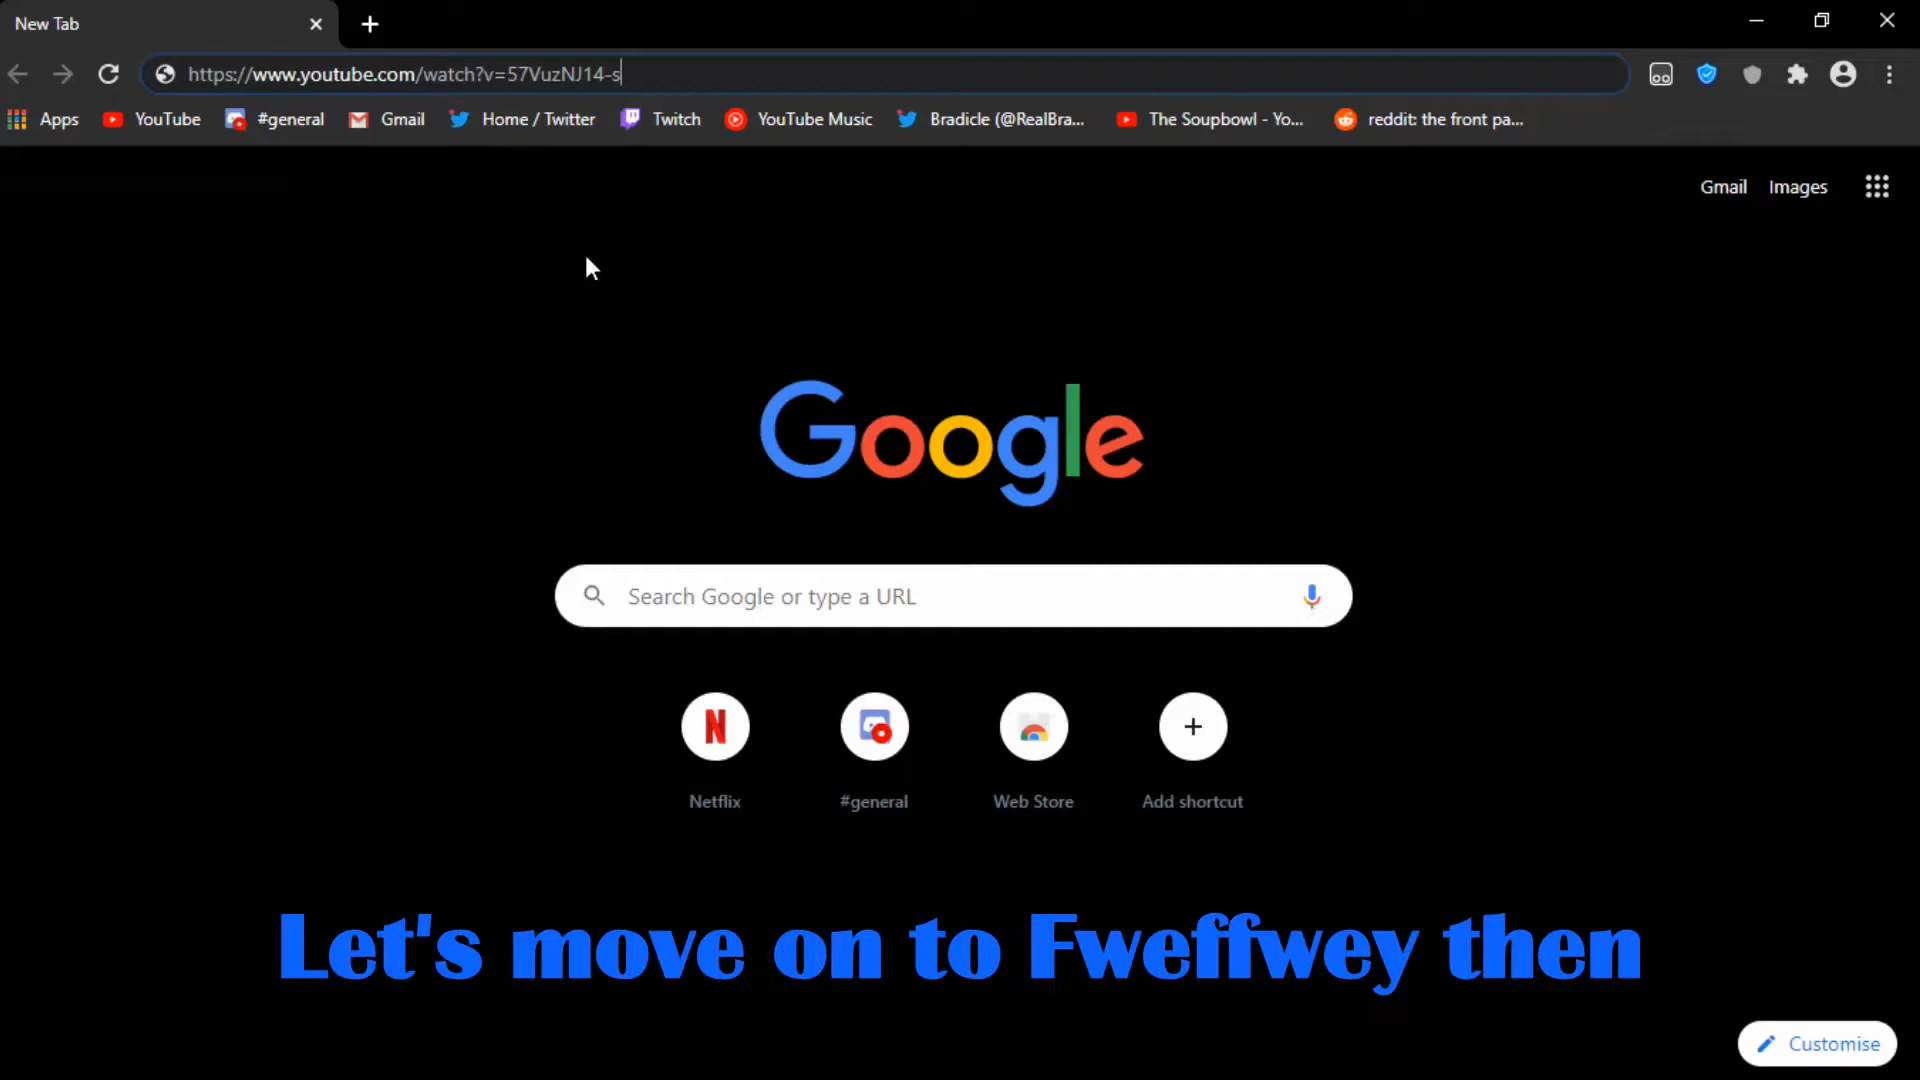 New Tab
https://www.youtube.com/watch?v=57VuzNJ14-s
Apps YouTube #general Gmail Home / Twitter Twitch YouTube Music Bradicle (@RealBra... The Soupbowl - Yo... reddit: the front pa...
Gmail Images
Google
Search Google or type a URL
N
Netflix #general Web Store Add shortcut
Let's move on to Fweffwey then
Customise